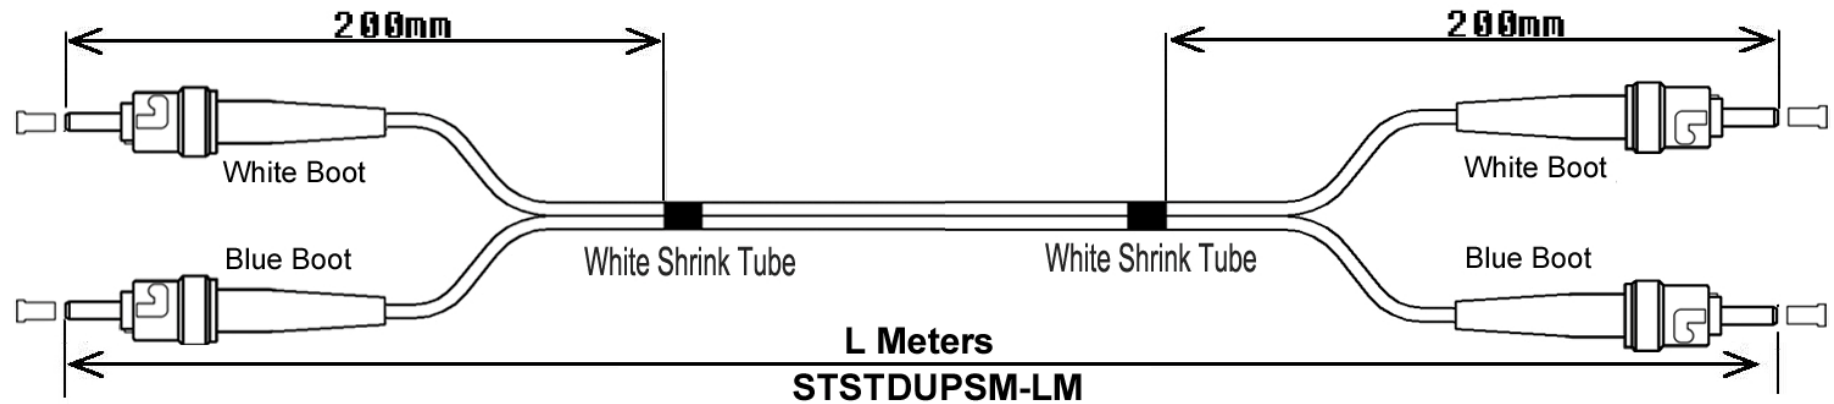 200mm
200mm
White Boot
White Boot
Blue Boot
White Shrink Tube
White Shrink Tube
Blue Boot
L Meters
STSTDUPSM-LM